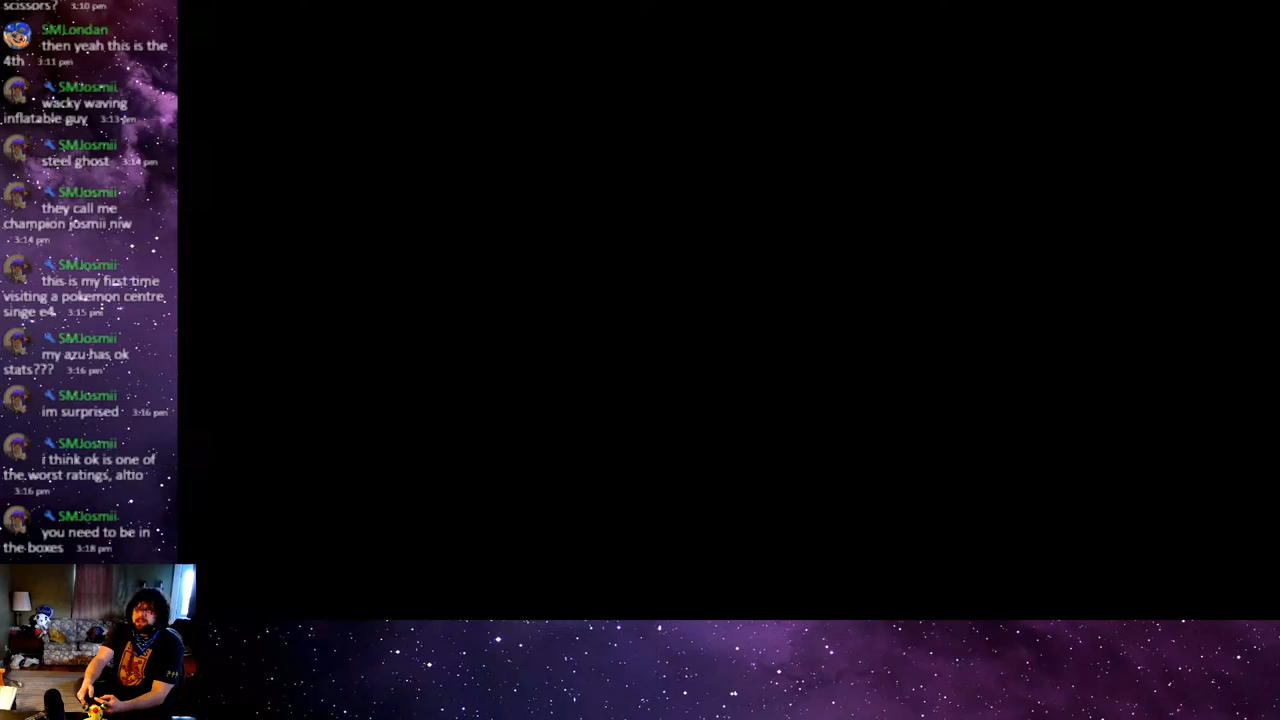 scissors? 3:10 pm
SMLondan
then yeah this is the
4th 3:11 pm
SMJosmii
wacky waving
inflatable guy 3:13 pm
SMJosmii
steel ghost 3:14 pm
SMJosmii
they call me
champion josmii niw
3:14 pm
SMJosmii
this is my first time
visiting a pokemon centre
singe e4 3:15 pm
SMJosmii
my azu has ok
stats??? 3:16 pm
SMJosmii
im surprised 3:16 pm
SMJosmii
i think ok is one of
the worst ratings, altio
3:16 pm
SMJosmii
you need to be in
the boxes 3:18 pm